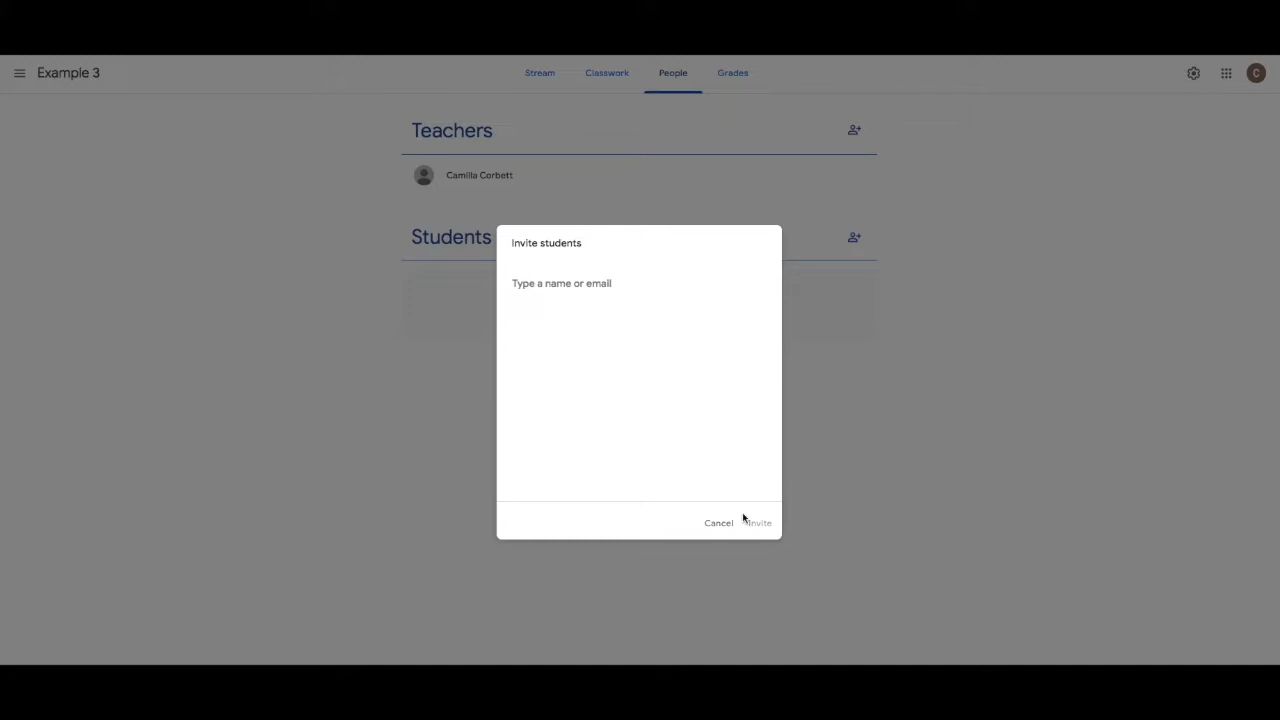 Example 3
Stream
Classwork
People
Grades
C
Teachers
Camilla Corbett
Students
Invite students
Type a name or email
Cancel
Invite